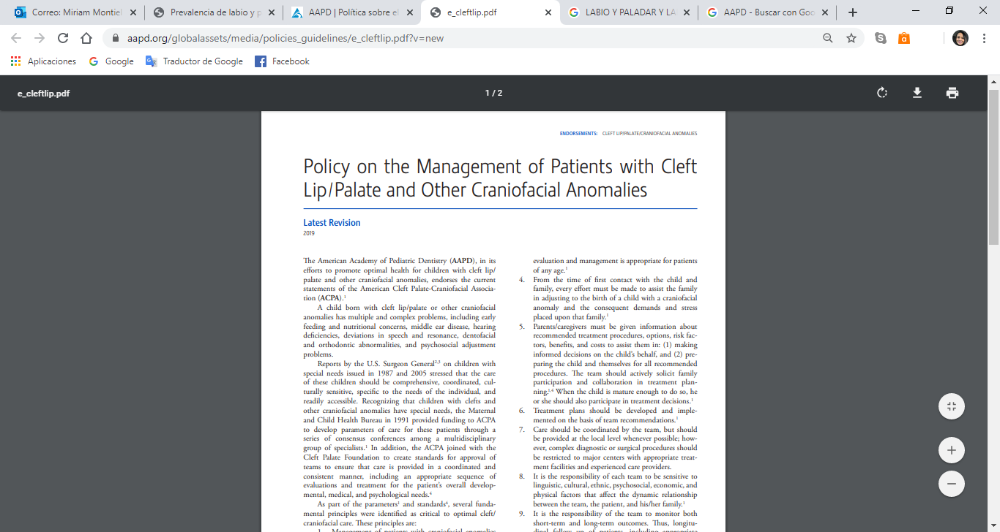 Correo: Miriam Montiel
Prevalencia de labio y p
AAPD | Política sobre el
e_cleftlip.pdf
LABIO Y PALADAR Y LA
AAPD - Buscar con Goo
aapd.org/globalassets/media/policies_guidelines/e_cleftlip.pdf?v=new
Aplicaciones
Google
Traductor de Google
Facebook
e_cleftlip.pdf
1 / 2
ENDORSEMENTS: CLEFT LIP/PALATE/CRANIOFACIAL ANOMALIES
Policy on the Management of Patients with Cleft
Lip/Palate and Other Craniofacial Anomalies
Latest Revision
2019
The American Academy of Pediatric Dentistry (AAPD), in its
efforts to promote optimal health for children with cleft lip/
palate and other craniofacial anomalies, endorses the current
statements of the American Cleft Palate-Craniofacial Associa-
tion (ACPA).¹
A child born with cleft lip/palate or other craniofacial
anomalies has multiple and complex problems, including early
feeding and nutritional concerns, middle ear disease, hearing
deficiencies, deviations in speech and resonance, dentofacial
and orthodontic abnormalities, and psychosocial adjustment
problems.
Reports by the U.S. Surgeon General²,³ on children with
special needs issued in 1987 and 2005 stressed that the care
of these children should be comprehensive, coordinated, cul-
turally sensitive, specific to the needs of the individual, and
readily accessible. Recognizing that children with clefts and
other craniofacial anomalies have special needs, the Maternal
and Child Health Bureau in 1991 provided funding to ACPA
to develop parameters of care for these patients through a
series of consensus conferences among a multidisciplinary
group of specialists.¹ In addition, the ACPA joined with the
Cleft Palate Foundation to create standards for approval of
teams to ensure that care is provided in a coordinated and
consistent manner, including an appropriate sequence of
evaluations and treatment for the patient's overall develop-
mental, medical, and psychological needs.⁴
As part of the parameters¹ and standards⁴, several funda-
mental principles were identified as critical to optimal cleft/
craniofacial care. These principles are:
1. Management of patients with craniofacial anomalies
evaluation and management is appropriate for patients
of any age.¹
4. From the time of first contact with the child and
family, every effort must be made to assist the family
in adjusting to the birth of a child with a craniofacial
anomaly and the consequent demands and stress
placed upon that family.¹
5. Parents/caregivers must be given information about
recommended treatment procedures, options, risk fac-
tors, benefits, and costs to assist them in: (1) making
informed decisions on the child's behalf, and (2) pre-
paring the child and themselves for all recommended
procedures. The team should actively solicit family
participation and collaboration in treatment plan-
ning.¹,⁴ When the child is mature enough to do so, he
or she should also participate in treatment decisions.¹
6. Treatment plans should be developed and imple-
mented on the basis of team recommendations.¹
7. Care should be coordinated by the team, but should
be provided at the local level whenever possible; how-
ever, complex diagnostic or surgical procedures should
be restricted to major centers with appropriate treat-
ment facilities and experienced care providers.
8. It is the responsibility of each team to be sensitive to
linguistic, cultural, ethnic, psychosocial, economic, and
physical factors that affect the dynamic relationship
between the team, the patient, and his/her family.¹
9. It is the responsibility of the team to monitor both
short-term and long-term outcomes. Thus, longitu-
dinal follow-up of patients, including appropriate